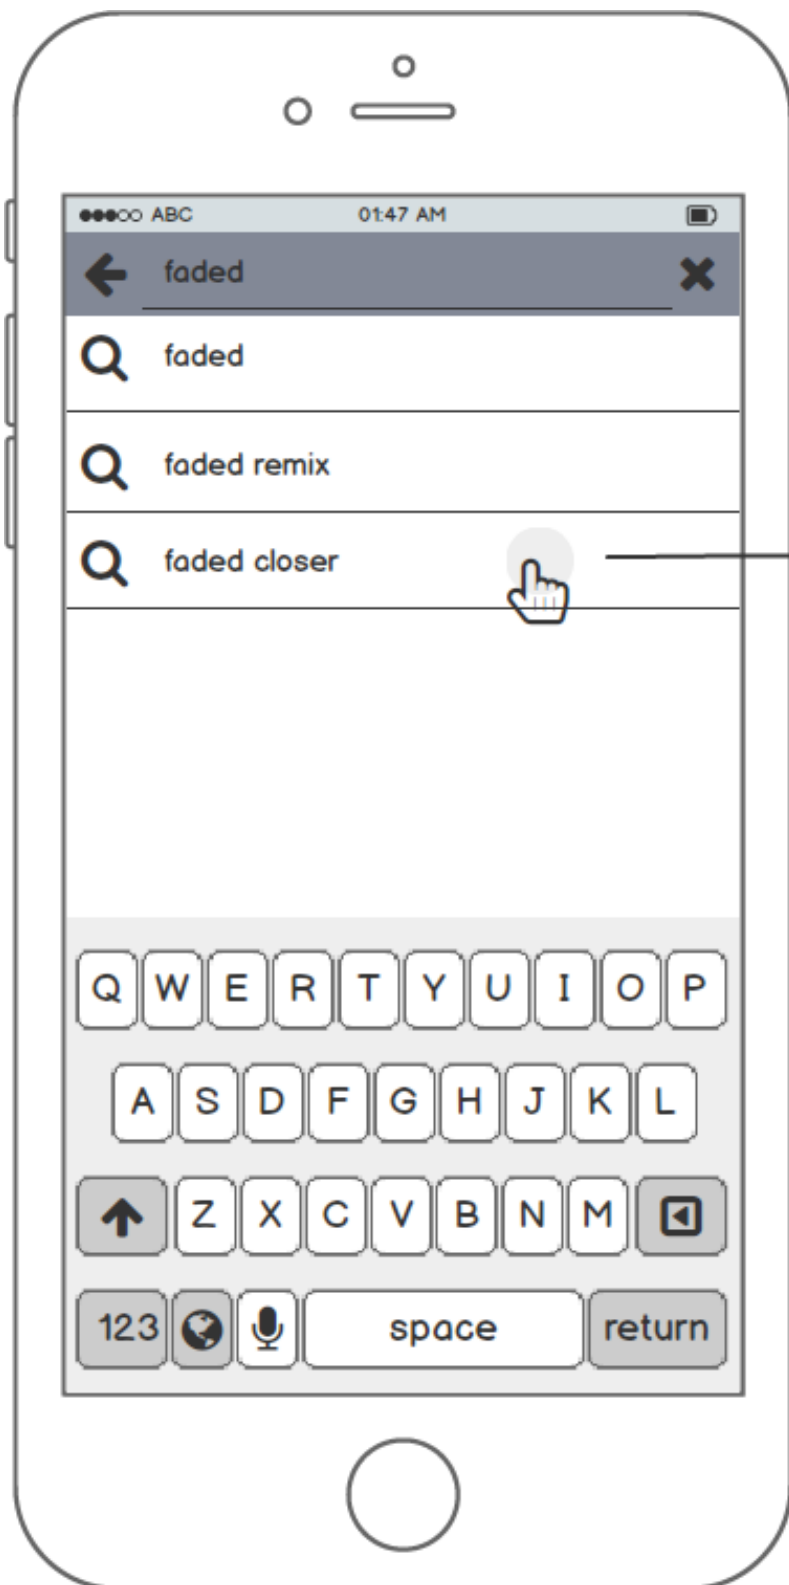 ABC 01:47 AM
faded
faded
faded remix
faded closer
Q W E R T Y U I O P
A S D F G H J K L
Z X C V B N M
123 space return